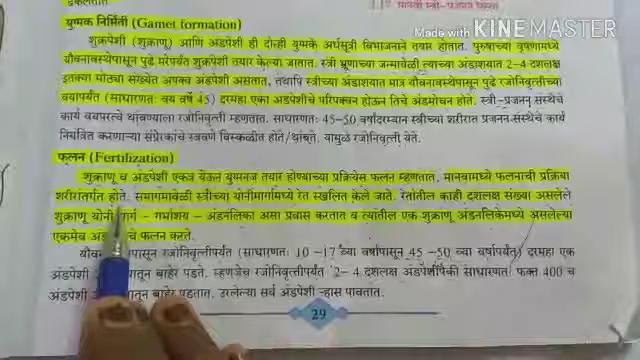 Made with KINEMASTER
युग्मक निर्मिती (Gamet formation)
शुक्रपेशी (शुक्राणू) आणि अंडपेशी ही दोन्ही युग्मके अर्धसूत्री विभाजनाने तयार होतात. पुरुषाच्या वृषणामध्ये
यौवनावस्थेपासून पुढे मरेपर्यंत शुक्रपेशी तयार केल्या जातात. स्त्री भ्रूणाच्या जन्मावेळी त्याच्या अंडाशयात 2–4 दशलक्ष
इतक्या मोठ्या संख्येत अपक्व अंडपेशी असतात, तथापि स्त्रीच्या अंडाशयात मात्र यौवनावस्थेपासून पुढे रजोनिवृत्तीच्या
वयापर्यंत (साधारणतः वय वर्षे 45) दरमहा एका अंडपेशीचे परिपक्वन होऊन तिचे अंडमोचन होते. स्त्री-प्रजनन संस्थेचे
कार्य वयपरत्वे थांबण्याला रजोनिवृत्ती म्हणतात. साधारणतः 45–50 वर्षांदरम्यान स्त्रीच्या शरीरात प्रजनन संस्थेचे कार्य
नियंत्रित करणाऱ्या संप्रेरकांचे स्त्रवणे विस्कळीत होते/थांबते. यामुळे रजोनिवृत्ती येते.
फलन (Fertilization)
शुक्राणू व अंडपेशी एकत्र येऊन युग्मनज तयार होण्याच्या प्रक्रियेस फलन म्हणतात. मानवामध्ये फलनाची प्रक्रिया
शरीरांतर्गत होते. समागमावेळी स्त्रीच्या योनीमार्गामध्ये रेत स्खलित केले जाते. रेतातील काही दशलक्ष संख्या असलेले
शुक्राणू योनीमार्ग – गर्भाशय – अंडनलिका असा प्रवास करतात व त्यातील एक शुक्राणू अंडनलिकेमध्ये असलेल्या
एकमेव फलन करते.
रजोनिवृत्तीपर्यंत (साधारणतः 10–17 व्या वर्षापासून 45–50 व्या वर्षापर्यंत) दरमहा एक
अंडपेशी बाहेर पडते. म्हणजेच रजोनिवृत्तीपर्यंत 2–4 दशलक्ष अंडपेशींपैकी साधारणतः फक्त 400 च
अंडपेशी बाहेर पडतात. उरलेल्या सर्व अंडपेशी ऱ्हास पावतात.
29